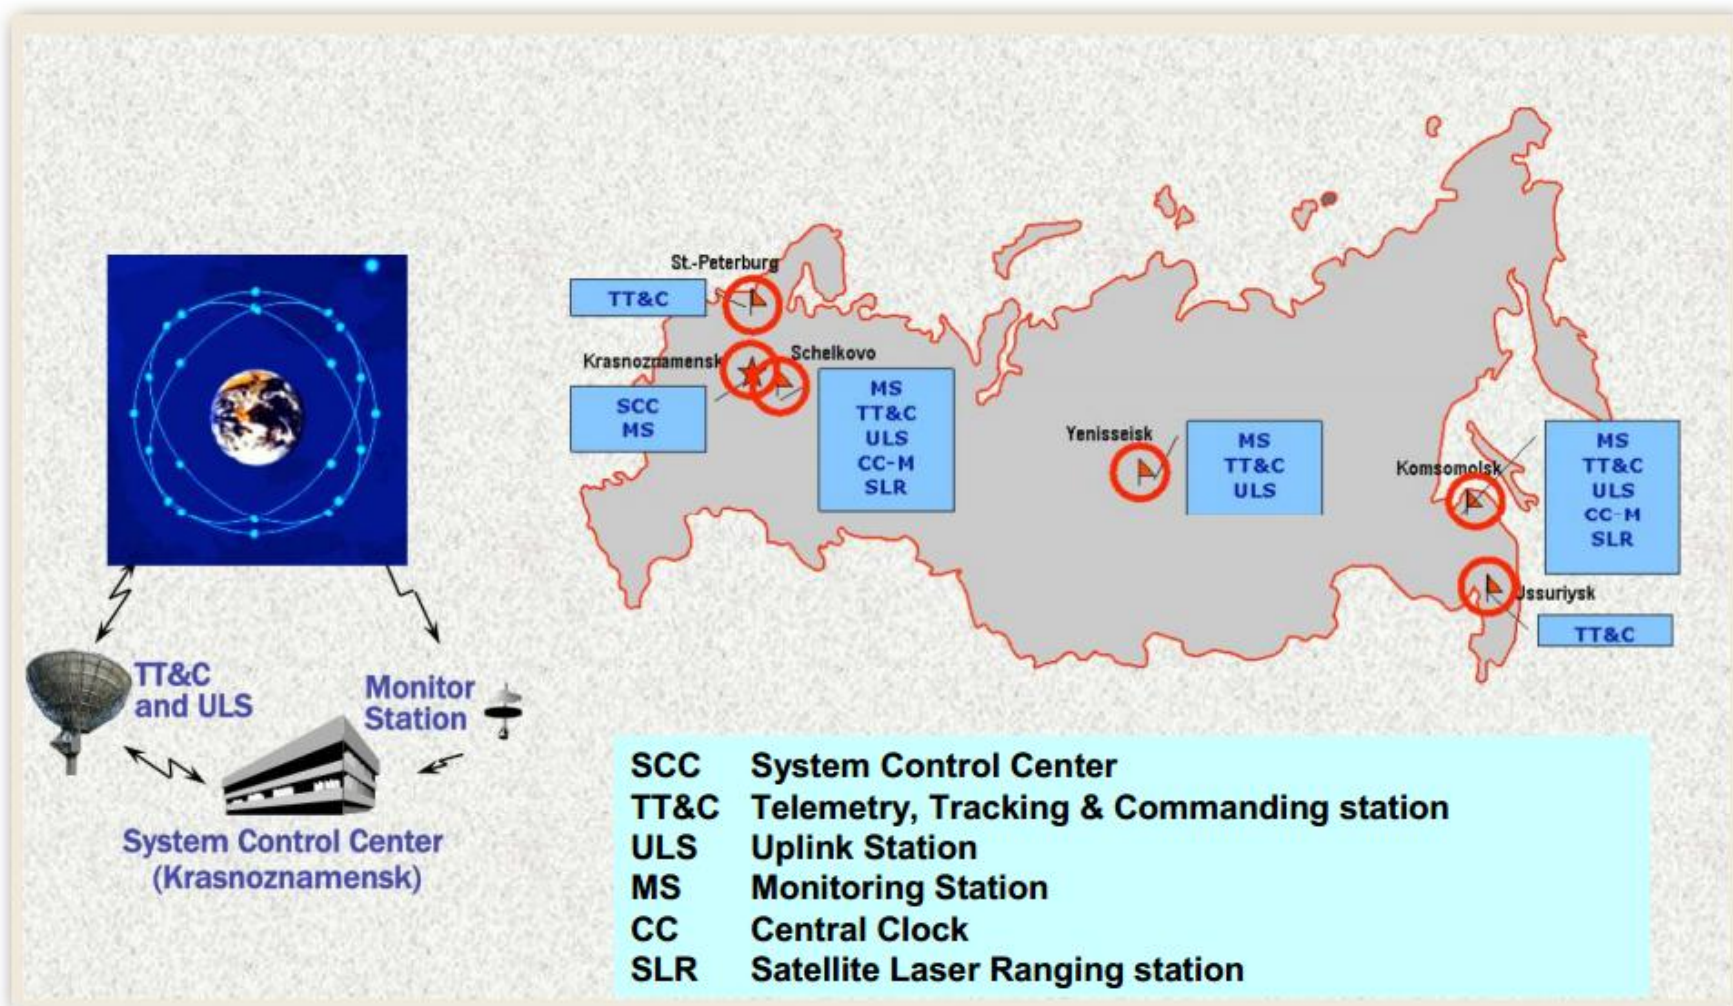 St.-Peterburg
TT&C
Krasnoznamensk
SCC
MS
Schelkovo
MS
TT&C
ULS
CC-M
SLR
Yenisseisk
MS
TT&C
ULS
Komsomolsk
MS
TT&C
ULS
CC-M
SLR
Ussuriysk
TT&C
TT&C
and ULS
Monitor
Station
System Control Center
(Krasnoznamensk)
SCC System Control Center
TT&C Telemetry, Tracking & Commanding station
ULS Uplink Station
MS Monitoring Station
CC Central Clock
SLR Satellite Laser Ranging station